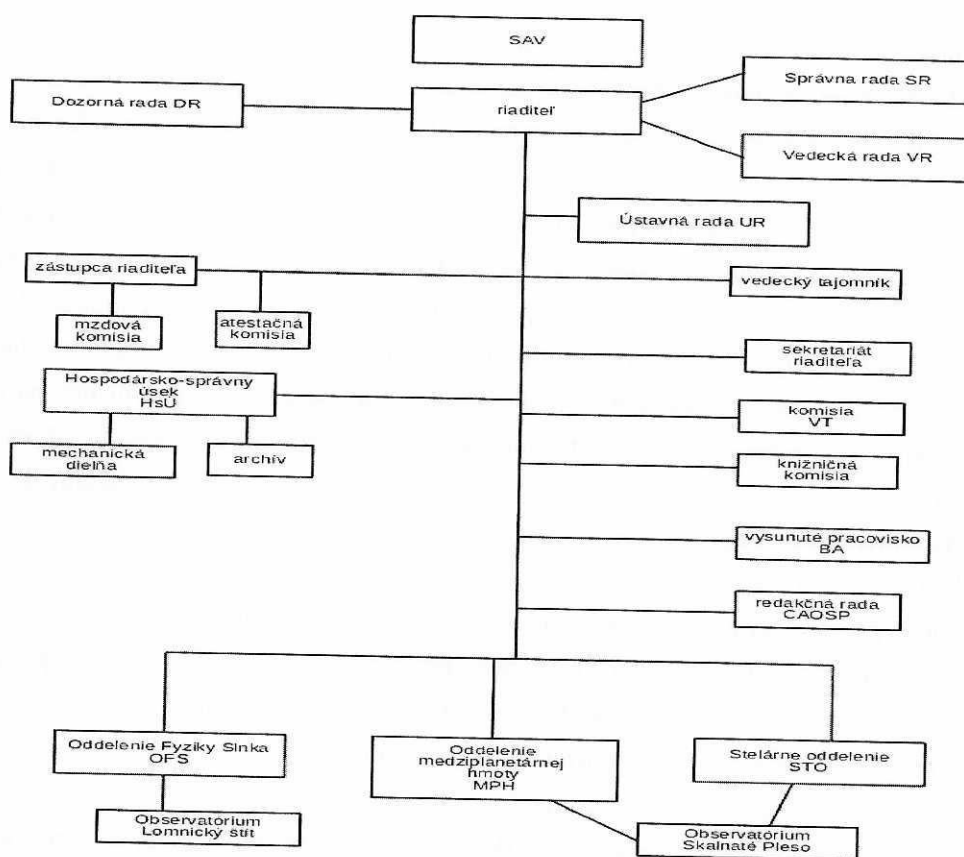 SAV
Správna rada SR
Dozorná rada DR
riaditeľ
Vedecká rada VR
Ústavná rada UR
zástupca riaditeľa
vedecký tajomník
mzdová
komisia
atestačná
komisia
sekretariát
riaditeľa
Hospodársko-správny
úsek
HsÚ
komisia
VT
mechanická
dielňa
archív
knižničná
komisia
vysunuté pracovisko
BA
redakčná rada
CAOSP
Oddelenie Fyziky Slnka
OFS
Oddelenie
medziplanetárnej
hmoty
MPH
Stelárne oddelenie
STO
Observatórium
Lomnický štít
Observatórium
Skalnaté Pleso